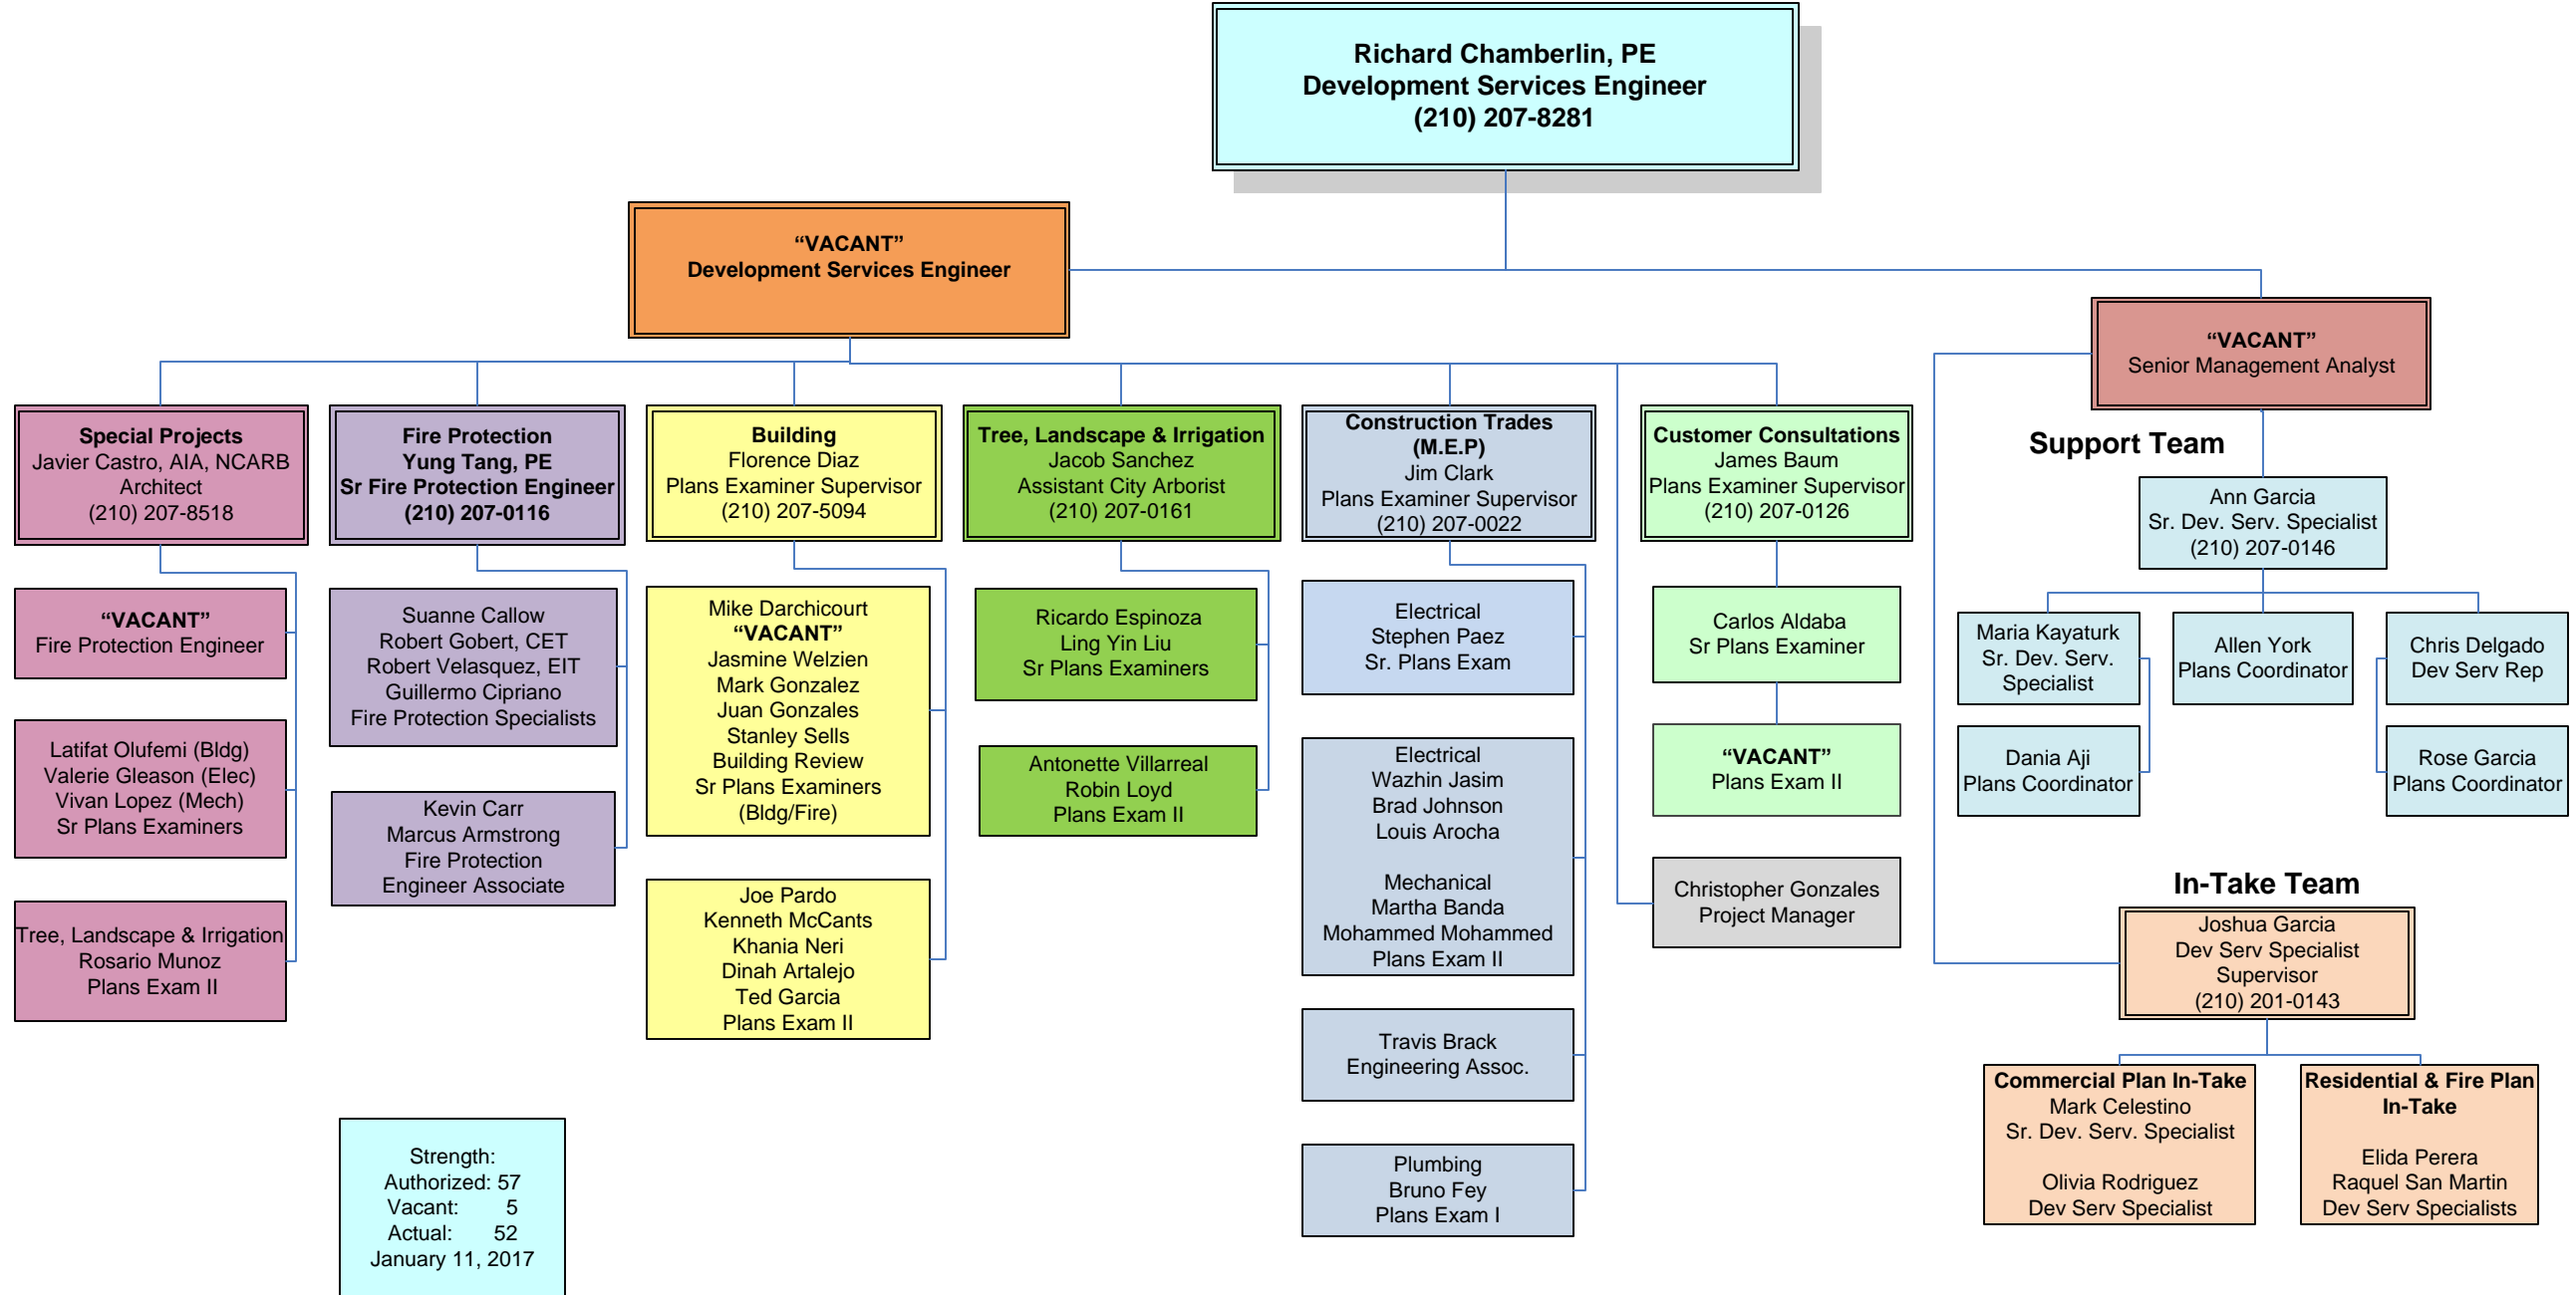 Richard Chamberlin, PE
Development Services Engineer
(210) 207-8281
“VACANT”
Development Services Engineer
“VACANT”
Senior Management Analyst
Special Projects
Javier Castro, AIA, NCARB
Architect
(210) 207-8518
“VACANT”
Fire Protection Engineer
Latifat Olufemi (Bldg)
Valerie Gleason (Elec)
Vivan Lopez (Mech)
Sr Plans Examiners
Tree, Landscape & Irrigation
Rosario Munoz
Plans Exam II
Fire Protection
Yung Tang, PE
Sr Fire Protection Engineer
(210) 207-0116
Suanne Callow
Robert Gobert, CET
Robert Velasquez, EIT
Guillermo Cipriano
Fire Protection Specialists
Kevin Carr
Marcus Armstrong
Fire Protection
Engineer Associate
Building
Florence Diaz
Plans Examiner Supervisor
(210) 207-5094
Mike Darchicourt
“VACANT”
Jasmine Welzien
Mark Gonzalez
Juan Gonzales
Stanley Sells
Building Review
Sr Plans Examiners
(Bldg/Fire)
Joe Pardo
Kenneth McCants
Khania Neri
Dinah Artalejo
Ted Garcia
Plans Exam II
Tree, Landscape & Irrigation
Jacob Sanchez
Assistant City Arborist
(210) 207-0161
Ricardo Espinoza
Ling Yin Liu
Sr Plans Examiners
Antonette Villarreal
Robin Loyd
Plans Exam II
Construction Trades
(M.E.P)
Jim Clark
Plans Examiner Supervisor
(210) 207-0022
Electrical
Stephen Paez
Sr. Plans Exam
Electrical
Wazhin Jasim
Brad Johnson
Louis Arocha
Mechanical
Martha Banda
Mohammed Mohammed
Plans Exam II
Travis Brack
Engineering Assoc.
Plumbing
Bruno Fey
Plans Exam I
Customer Consultations
James Baum
Plans Examiner Supervisor
(210) 207-0126
Carlos Aldaba
Sr Plans Examiner
“VACANT”
Plans Exam II
Christopher Gonzales
Project Manager
Support Team
Ann Garcia
Sr. Dev. Serv. Specialist
(210) 207-0146
Maria Kayaturk
Sr. Dev. Serv.
Specialist
Dania Aji
Plans Coordinator
Allen York
Plans Coordinator
Chris Delgado
Dev Serv Rep
Rose Garcia
Plans Coordinator
In-Take Team
Joshua Garcia
Dev Serv Specialist
Supervisor
(210) 201-0143
Commercial Plan In-Take
Mark Celestino
Sr. Dev. Serv. Specialist
Olivia Rodriguez
Dev Serv Specialist
Residential & Fire Plan
In-Take
Elida Perera
Raquel San Martin
Dev Serv Specialists
Strength:
Authorized: 57
Vacant: 5
Actual: 52
January 11, 2017